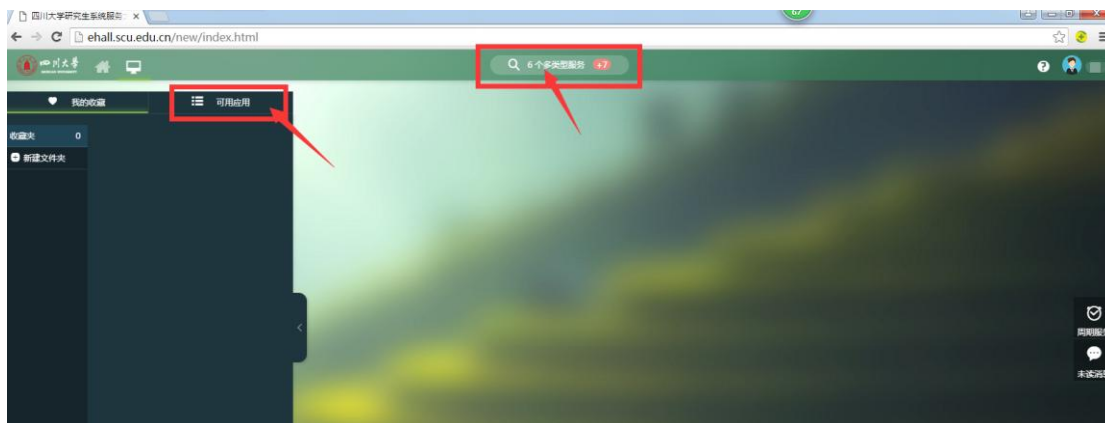 四川大学研究生系统服务
ehall.scu.edu.cn/new/index.html
67
四川大学
6 个多类型服务 +7
我的收藏
可用应用
收藏夹 0
新建文件夹
周期服务
未读消息